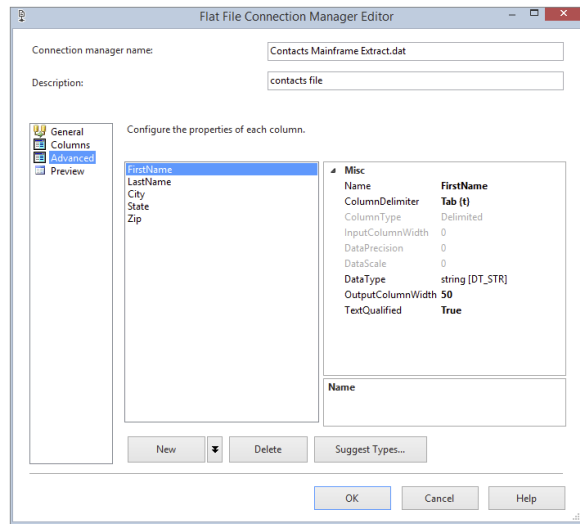 Flat File Connection Manager Editor
Connection manager name:
Contacts Mainframe Extract.dat
Description:
contacts file
General
Columns
Advanced
Preview
Configure the properties of each column.
FirstName
LastName
City
State
Zip
Misc
Name FirstName
ColumnDelimiter Tab {t}
ColumnType Delimited
InputColumnWidth 0
DataPrecision 0
DataScale 0
DataType string [DT_STR]
OutputColumnWidth 50
TextQualified True
Name
New
Delete
Suggest Types...
OK
Cancel
Help